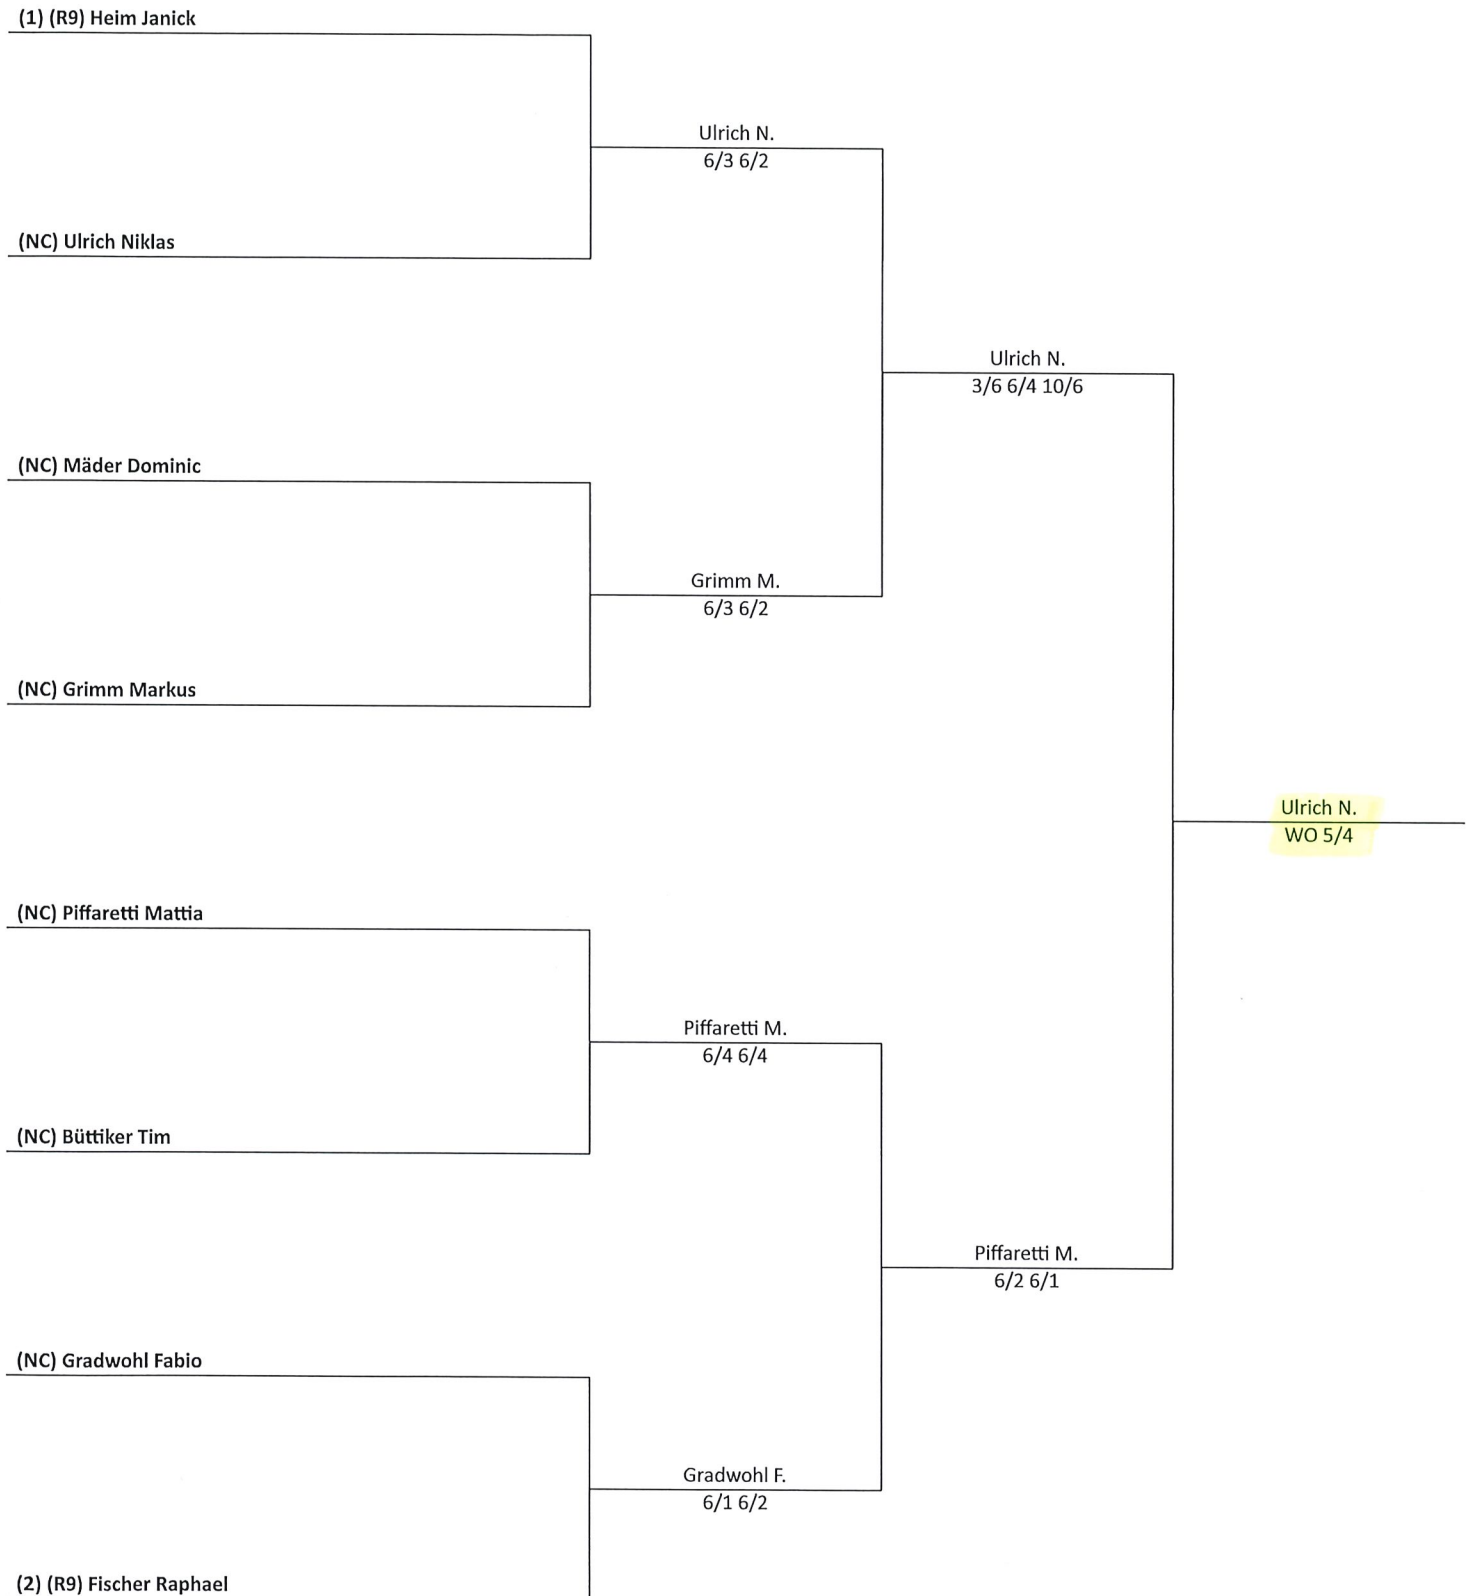 (1) (R9) Heim Janick
Ulrich N.
6/3 6/2
(NC) Ulrich Niklas
Ulrich N.
3/6 6/4 10/6
(NC) Mäder Dominic
Grimm M.
6/3 6/2
(NC) Grimm Markus
Ulrich N.
WO 5/4
(NC) Piffaretti Mattia
Piffaretti M.
6/4 6/4
(NC) Büttiker Tim
Piffaretti M.
6/2 6/1
(NC) Gradwohl Fabio
Gradwohl F.
6/1 6/2
(2) (R9) Fischer Raphael